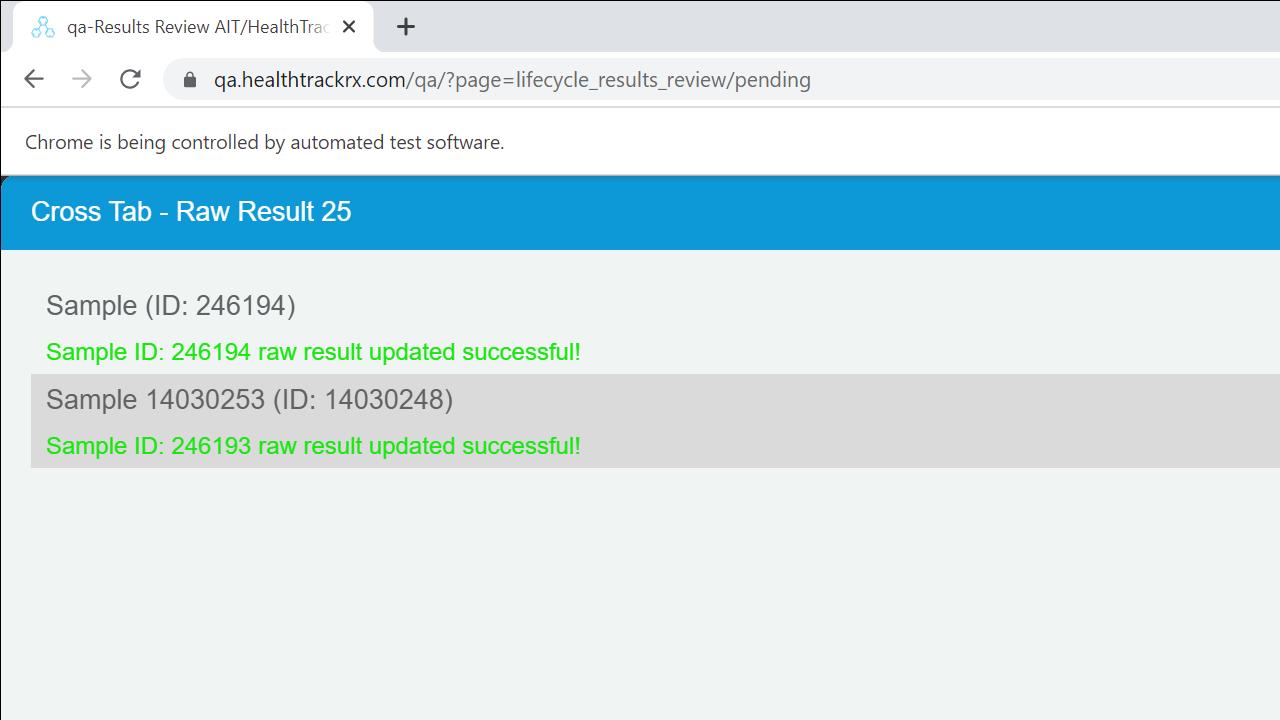 qa-Results Review AIT/HealthTrac
qa.healthtrackrx.com/qa/?page=lifecycle_results_review/pending
Chrome is being controlled by automated test software.
Cross Tab - Raw Result 25
Sample (ID: 246194)
Sample ID: 246194 raw result updated successful!
Sample 14030253 (ID: 14030248)
Sample ID: 246193 raw result updated successful!